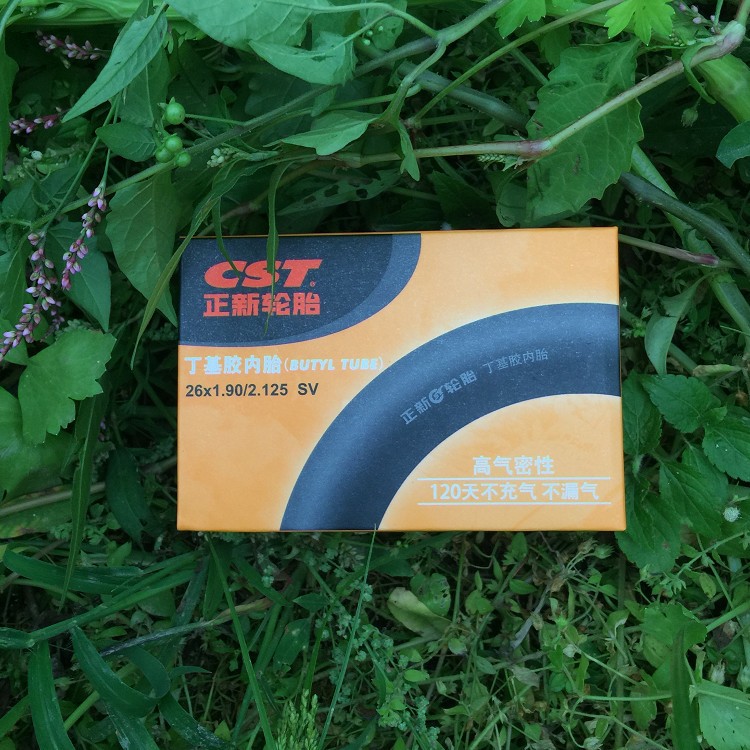 CST
正新轮胎
丁基胶内胎(BUTYL TUBE)
26x1.90/2.125 SV
正新轮胎 丁基胶内胎
高气密性
120天不充气 不漏气